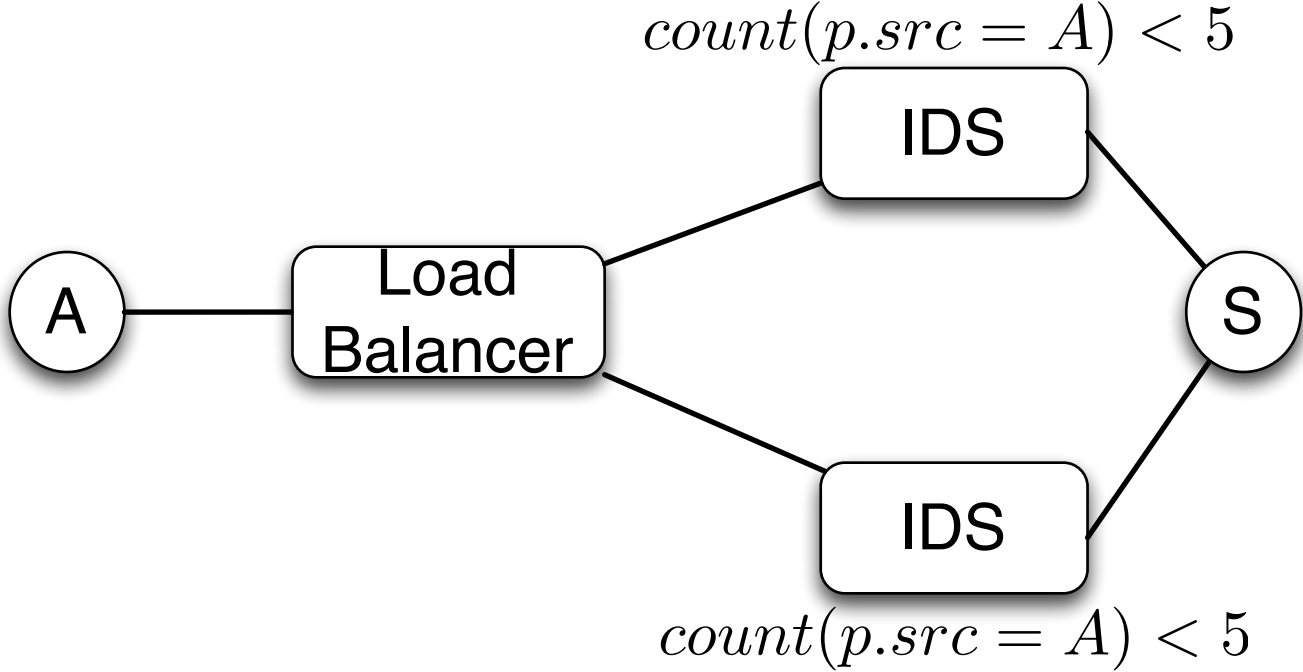 count(p.src = A) < 5
IDS
A
Load
Balancer
S
IDS
count(p.src = A) < 5